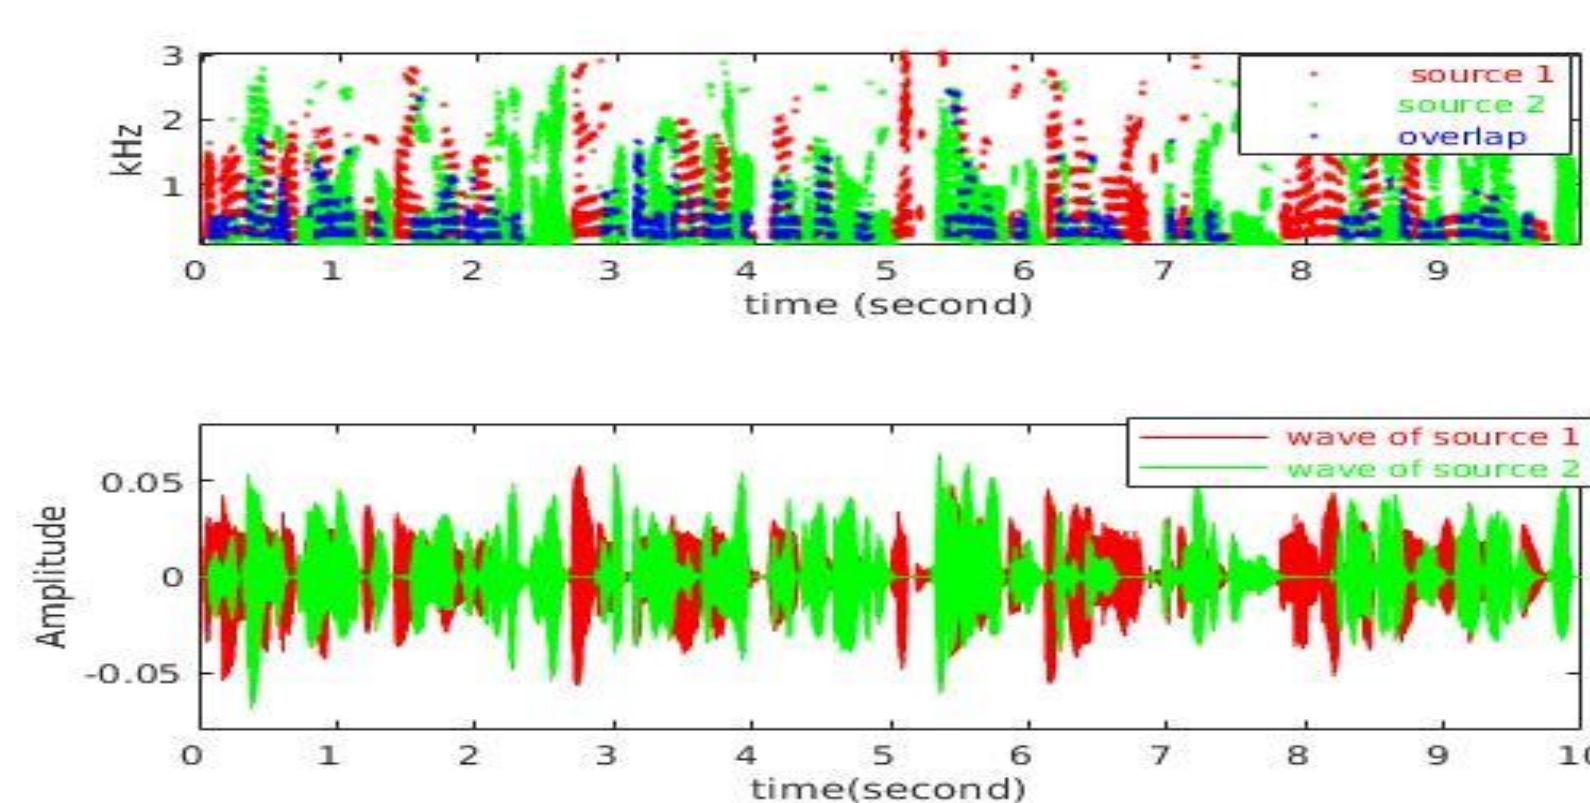 3
2
1
kHz
source 1
source 2
overlap
0 1 2 3 4 5 6 7 8 9
time (second)
wave of source 1
wave of source 2
0.05
0
-0.05
Amplitude
0 1 2 3 4 5 6 7 8 9 10
time(second)